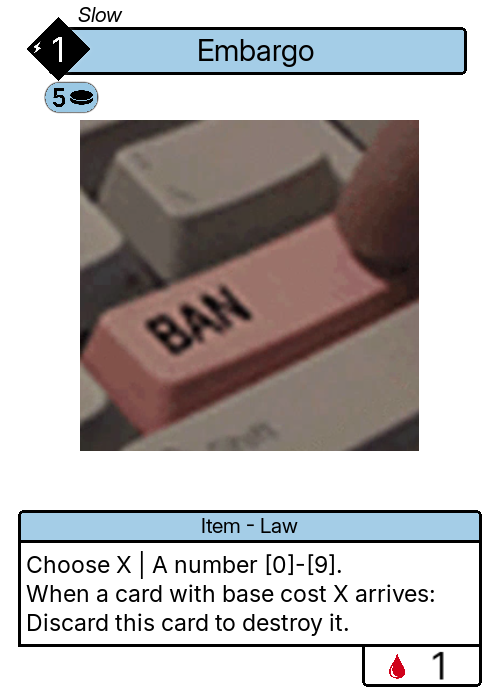 Slow
1
Embargo
5
BAN
Shift
Item - Law
Choose X | A number [0]-[9].
When a card with base cost X arrives:
Discard this card to destroy it.
1